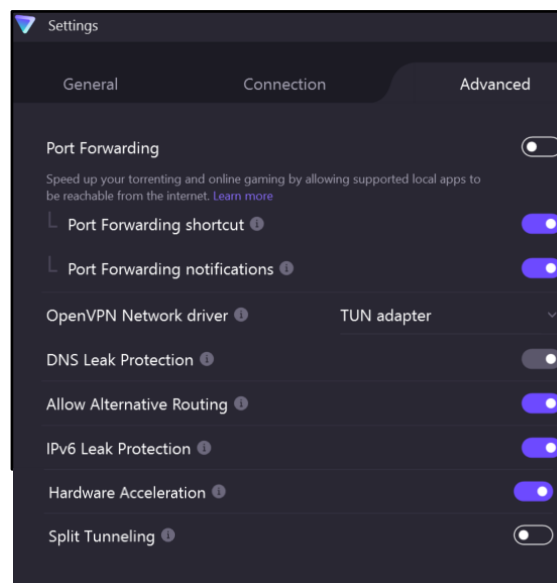 Settings
General Connection Advanced
Port Forwarding
Speed up your torrenting and online gaming by allowing supported local apps to
be reachable from the internet. Learn more
Port Forwarding shortcut
Port Forwarding notifications
OpenVPN Network driver TUN adapter
DNS Leak Protection
Allow Alternative Routing
IPv6 Leak Protection
Hardware Acceleration
Split Tunneling